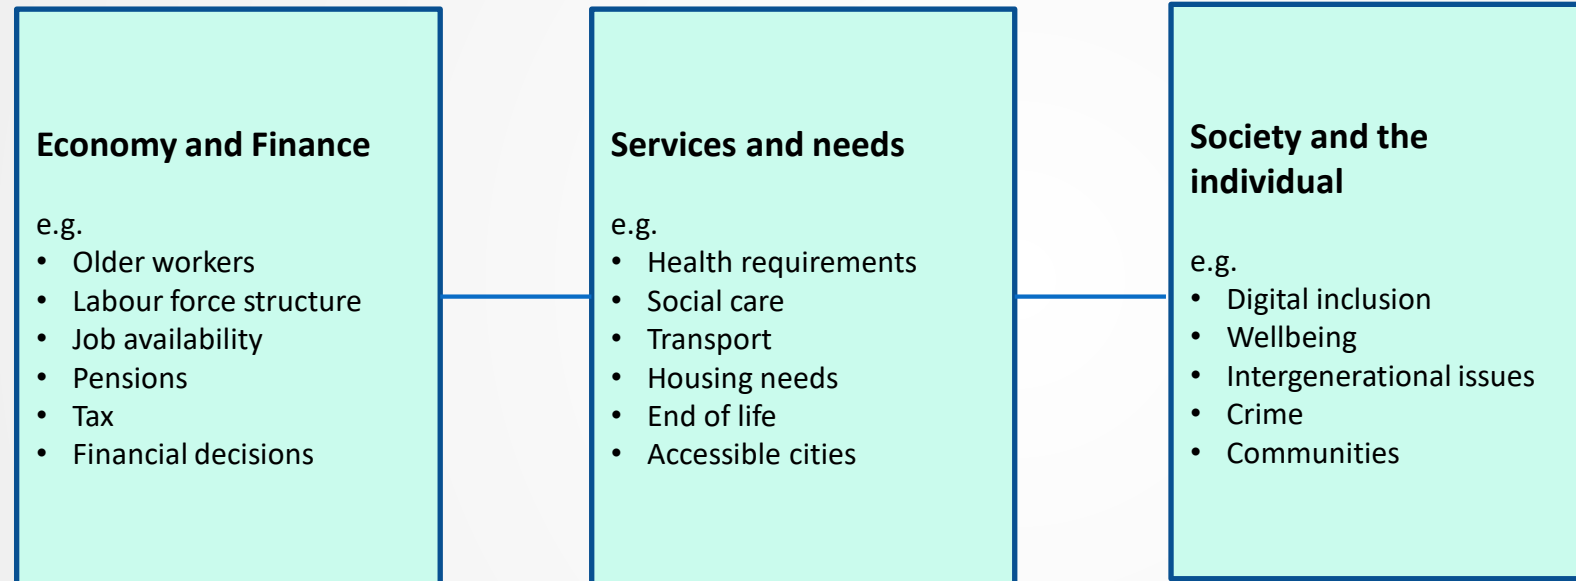 Economy and Finance
e.g.
• Older workers
• Labour force structure
• Job availability
• Pensions
• Tax
• Financial decisions
Services and needs
e.g.
• Health requirements
• Social care
• Transport
• Housing needs
• End of life
• Accessible cities
Society and the
individual
e.g.
• Digital inclusion
• Wellbeing
• Intergenerational issues
• Crime
• Communities